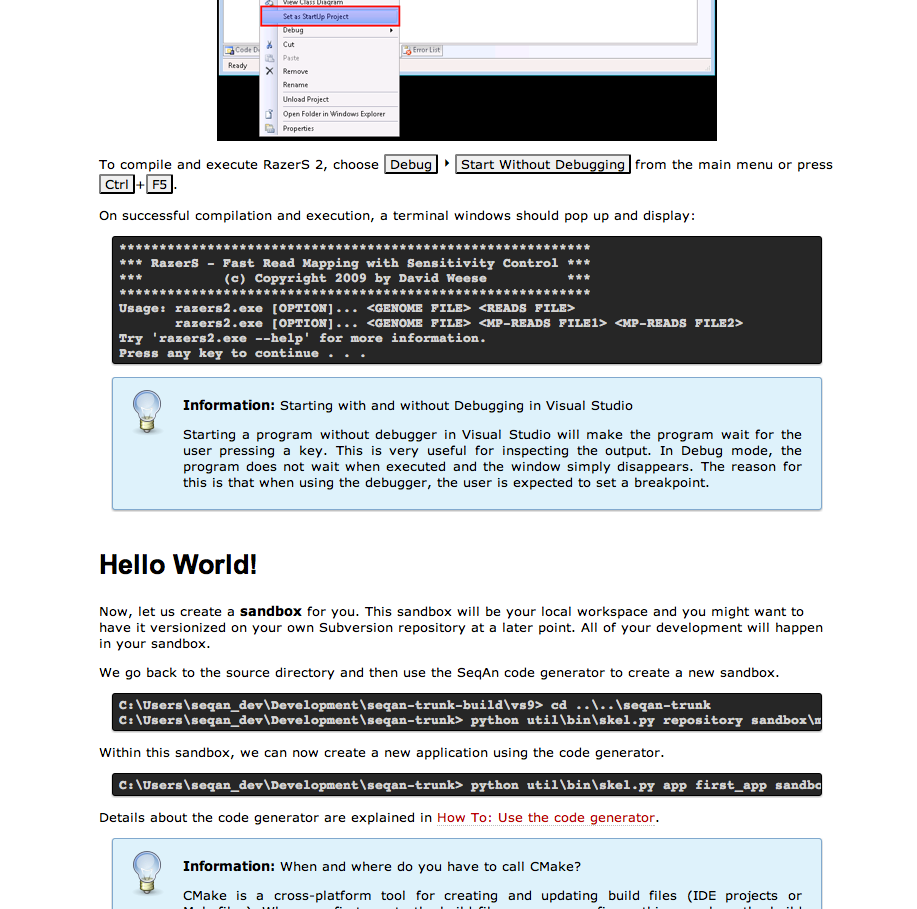 View Class Diagram
Set as StartUp Project
Debug
Cut
Paste
Remove
Rename
Unload Project
Open Folder in Windows Explorer
Properties
Code D
Error List
Ready
To compile and execute RazerS 2, choose Debug ▸ Start Without Debugging from the main menu or press
Ctrl+F5.
On successful compilation and execution, a terminal windows should pop up and display:
***********************************************************
*** RazerS - Fast Read Mapping with Sensitivity Control ***
***          (c) Copyright 2009 by David Weese          ***
***********************************************************
Usage: razers2.exe [OPTION]... <GENOME FILE> <READS FILE>
       razers2.exe [OPTION]... <GENOME FILE> <MP-READS FILE1> <MP-READS FILE2>
Try 'razers2.exe --help' for more information.
Press any key to continue . . .
Information: Starting with and without Debugging in Visual Studio
Starting a program without debugger in Visual Studio will make the program wait for the
user pressing a key. This is very useful for inspecting the output. In Debug mode, the
program does not wait when executed and the window simply disappears. The reason for
this is that when using the debugger, the user is expected to set a breakpoint.
Hello World!
Now, let us create a sandbox for you. This sandbox will be your local workspace and you might want to
have it versionized on your own Subversion repository at a later point. All of your development will happen
in your sandbox.
We go back to the source directory and then use the SeqAn code generator to create a new sandbox.
C:\Users\seqan_dev\Development\seqan-trunk-build\vs9> cd ..\..\seqan-trunk
C:\Users\seqan_dev\Development\seqan-trunk> python util\bin\skel.py repository sandbox\m
Within this sandbox, we can now create a new application using the code generator.
C:\Users\seqan_dev\Development\seqan-trunk> python util\bin\skel.py app first_app sandbo
Details about the code generator are explained in How To: Use the code generator.
Information: When and where do you have to call CMake?
CMake is a cross-platform tool for creating and updating build files (IDE projects or